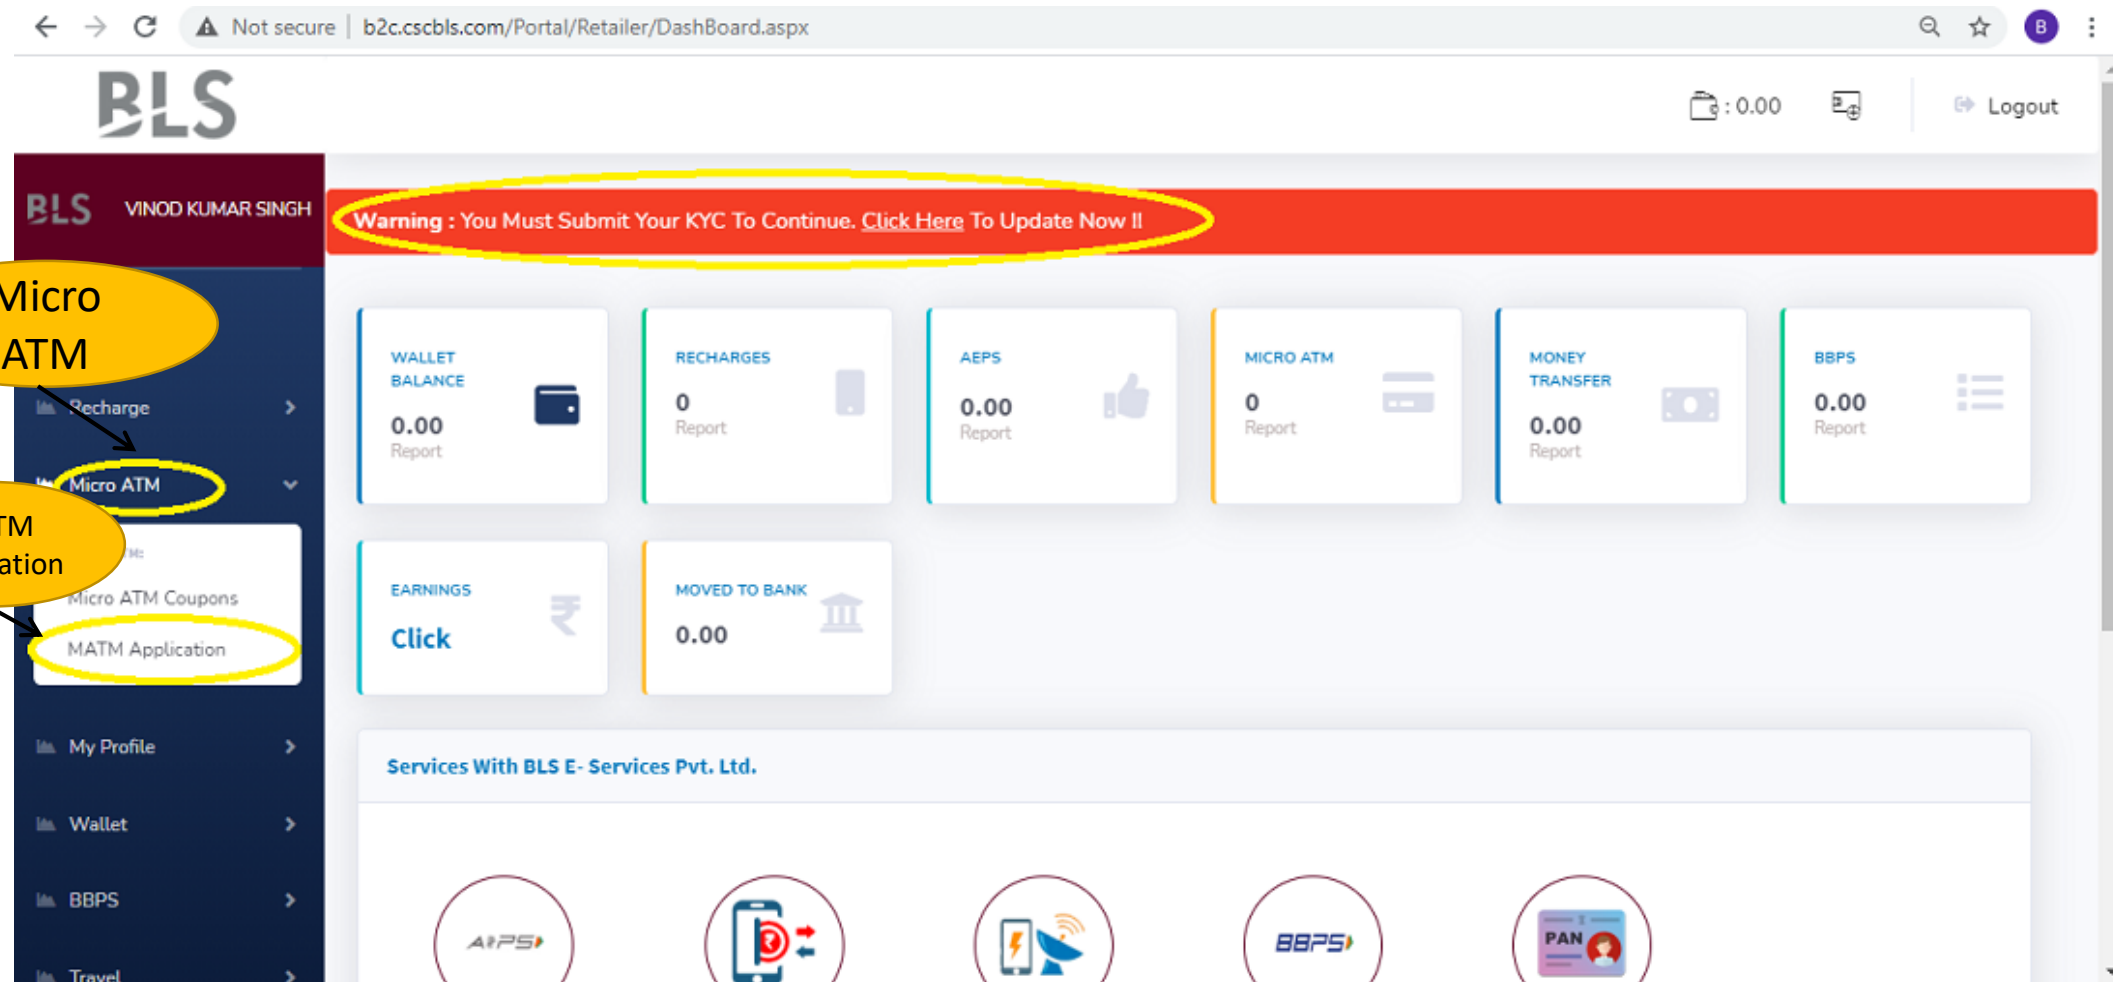 Not secure | b2c.cscbls.com/Portal/Retailer/DashBoard.aspx
B
BLS
: 0.00
Logout
BLS VINOD KUMAR SINGH
Warning : You Must Submit Your KYC To Continue. Click Here To Update Now !!
Micro
ATM
Recharge
Micro ATM
TM
ation
Micro ATM Coupons
MATM Application
My Profile
Wallet
BBPS
Travel
WALLET
BALANCE
0.00
Report
RECHARGES
0
Report
AEPS
0.00
Report
MICRO ATM
0
Report
MONEY
TRANSFER
0.00
Report
BBPS
0.00
Report
EARNINGS
Click
MOVED TO BANK
0.00
Services With BLS E- Services Pvt. Ltd.
AEPS
BBPS
PAN